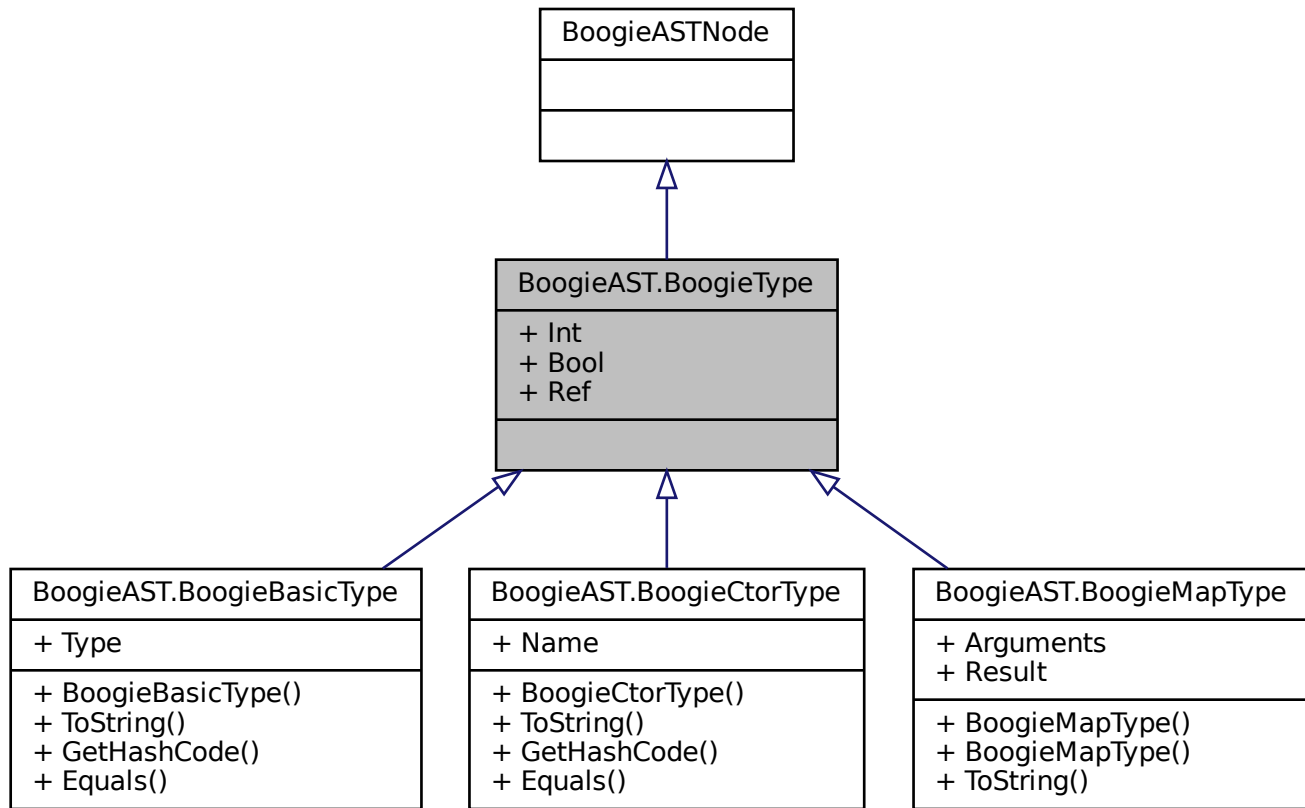 BoogieASTNode
BoogieAST.BoogieType
+ Int
+ Bool
+ Ref
BoogieAST.BoogieBasicType
+ Type
+ BoogieBasicType()
+ ToString()
+ GetHashCode()
+ Equals()
BoogieAST.BoogieCtorType
+ Name
+ BoogieCtorType()
+ ToString()
+ GetHashCode()
+ Equals()
BoogieAST.BoogieMapType
+ Arguments
+ Result
+ BoogieMapType()
+ BoogieMapType()
+ ToString()